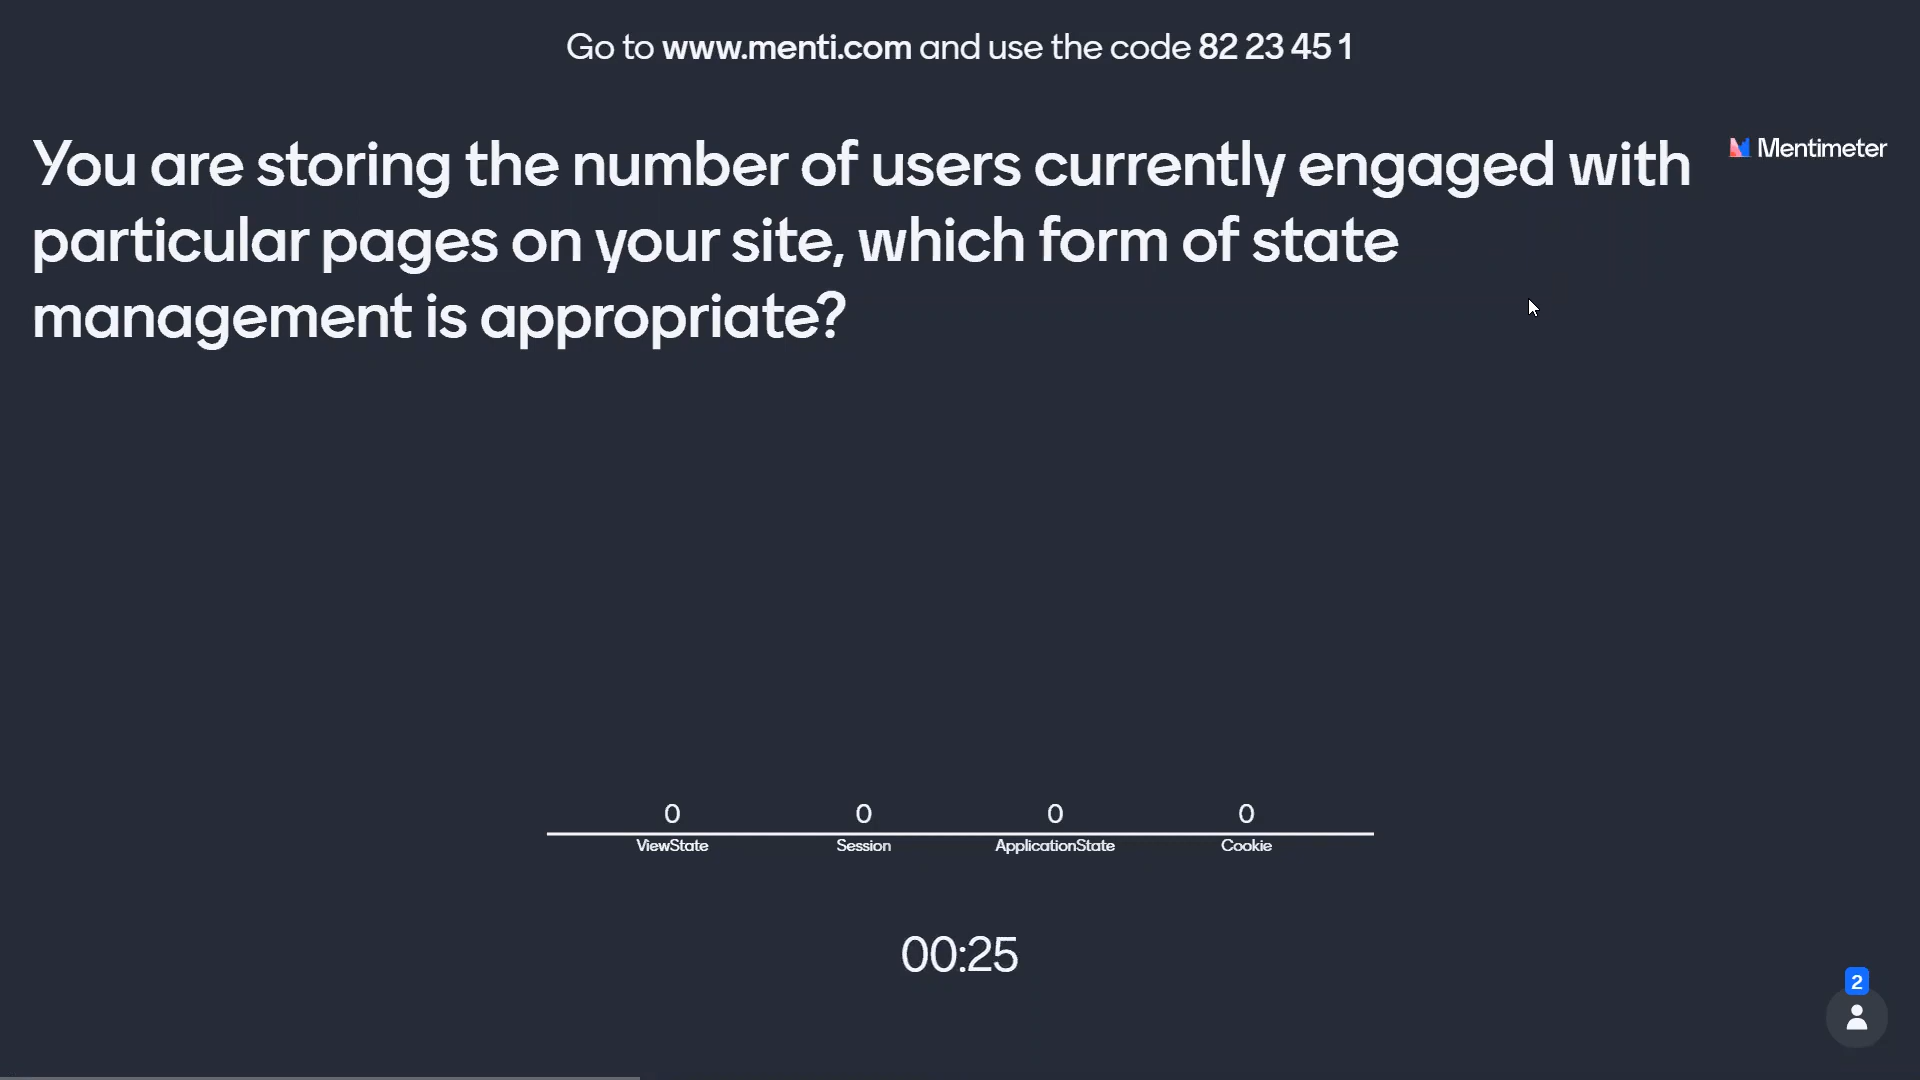 Go to www.menti.com and use the code 82 23 45 1
You are storing the number of users currently engaged with
particular pages on your site, which form of state
management is appropriate?
Mentimeter
0 0 0 0
ViewState Session ApplicationState Cookie
00:25
2